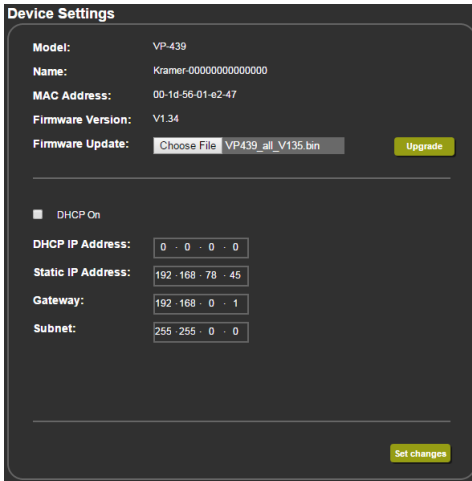 Device Settings
Model: VP-439
Name: Kramer-00000000000000
MAC Address: 00-1d-56-01-e2-47
Firmware Version: V1.34
Firmware Update: Choose File VP439_all_V135.bin Upgrade
DHCP On
DHCP IP Address: 0 · 0 · 0 · 0
Static IP Address: 192 · 168 · 78 · 45
Gateway: 192 · 168 · 0 · 1
Subnet: 255 · 255 · 0 · 0
Set changes